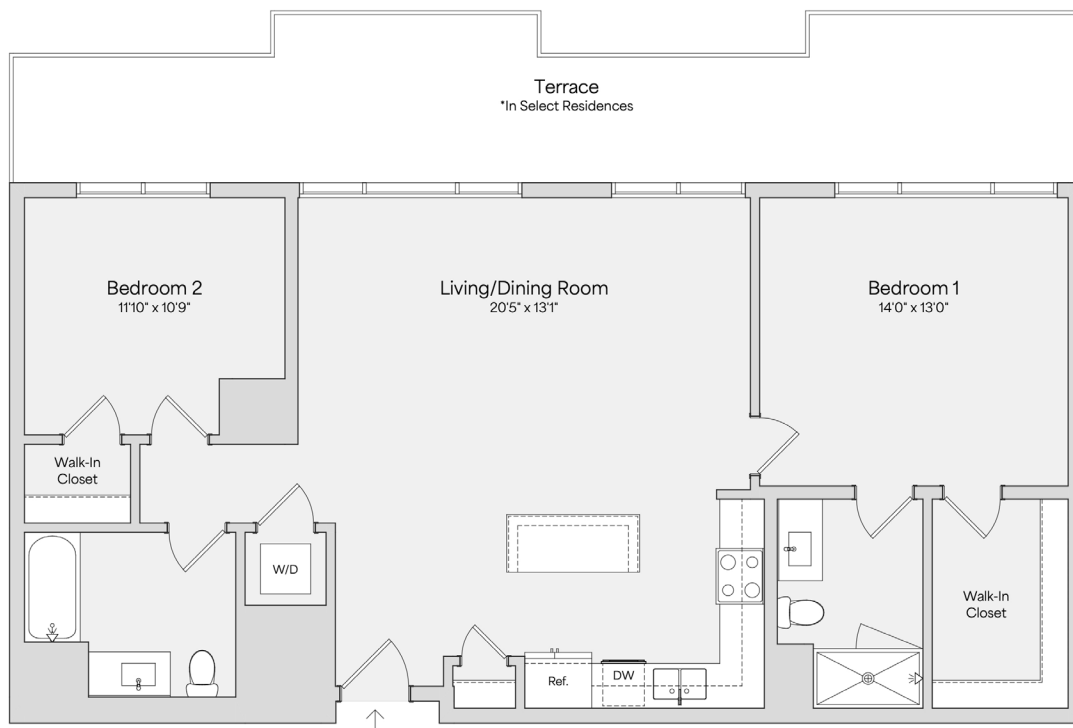 Terrace
*In Select Residences
Bedroom 2
11'10" x 10'9"
Living/Dining Room
20'5" x 13'1"
Bedroom 1
14'0" x 13'0"
Walk-In
Closet
W/D
Walk-In
Closet
Ref.
DW